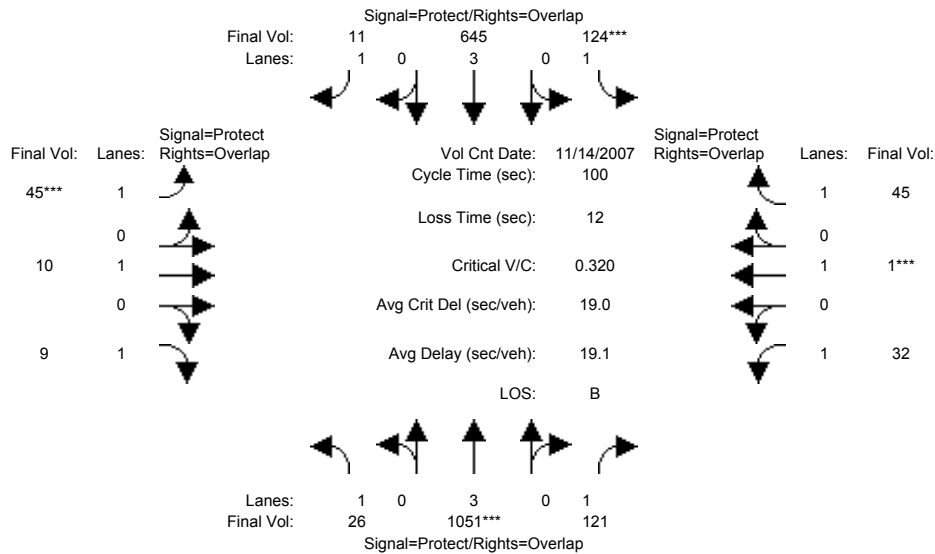 Signal=Protect/Rights=Overlap
Final Vol: 11 645 124***
Lanes: 1 0 3 0 1
Signal=Protect Signal=Protect
Final Vol: Lanes: Rights=Overlap Vol Cnt Date: 11/14/2007 Rights=Overlap Lanes: Final Vol:
Cycle Time (sec): 100
45*** 1 1 45
Loss Time (sec): 12
0 0
10 1 Critical V/C: 0.320 1 1***
0 Avg Crit Del (sec/veh): 19.0 0
9 1 Avg Delay (sec/veh): 19.1 1 32
LOS: B
Lanes: 1 0 3 0 1
Final Vol: 26 1051*** 121
Signal=Protect/Rights=Overlap